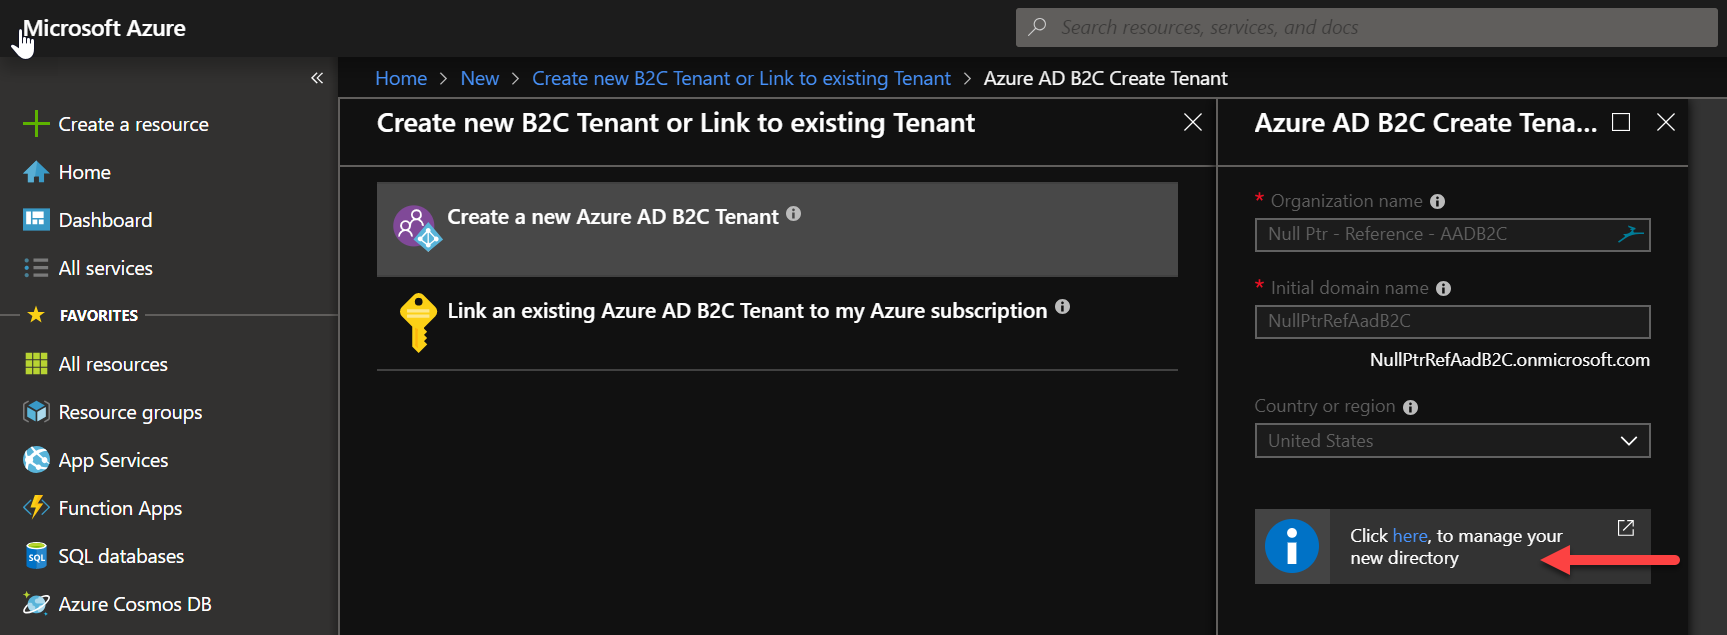 Microsoft Azure
Search resources, services, and docs
«
Home > New > Create new B2C Tenant or Link to existing Tenant > Azure AD B2C Create Tenant
Create a resource
Home
Dashboard
All services
FAVORITES
All resources
Resource groups
App Services
Function Apps
SQL databases
Azure Cosmos DB
Create new B2C Tenant or Link to existing Tenant
Create a new Azure AD B2C Tenant
Link an existing Azure AD B2C Tenant to my Azure subscription
Azure AD B2C Create Tena...
* Organization name
Null Ptr - Reference - AADB2C
* Initial domain name
NullPtrRefAadB2C
NullPtrRefAadB2C.onmicrosoft.com
Country or region
United States
Click here, to manage your
new directory